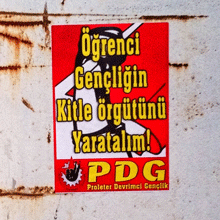 Öğrenci
Gençliğin
Kitle örgütünü
Yaratalım!
PDG
Proleter Devrimci Gençlik